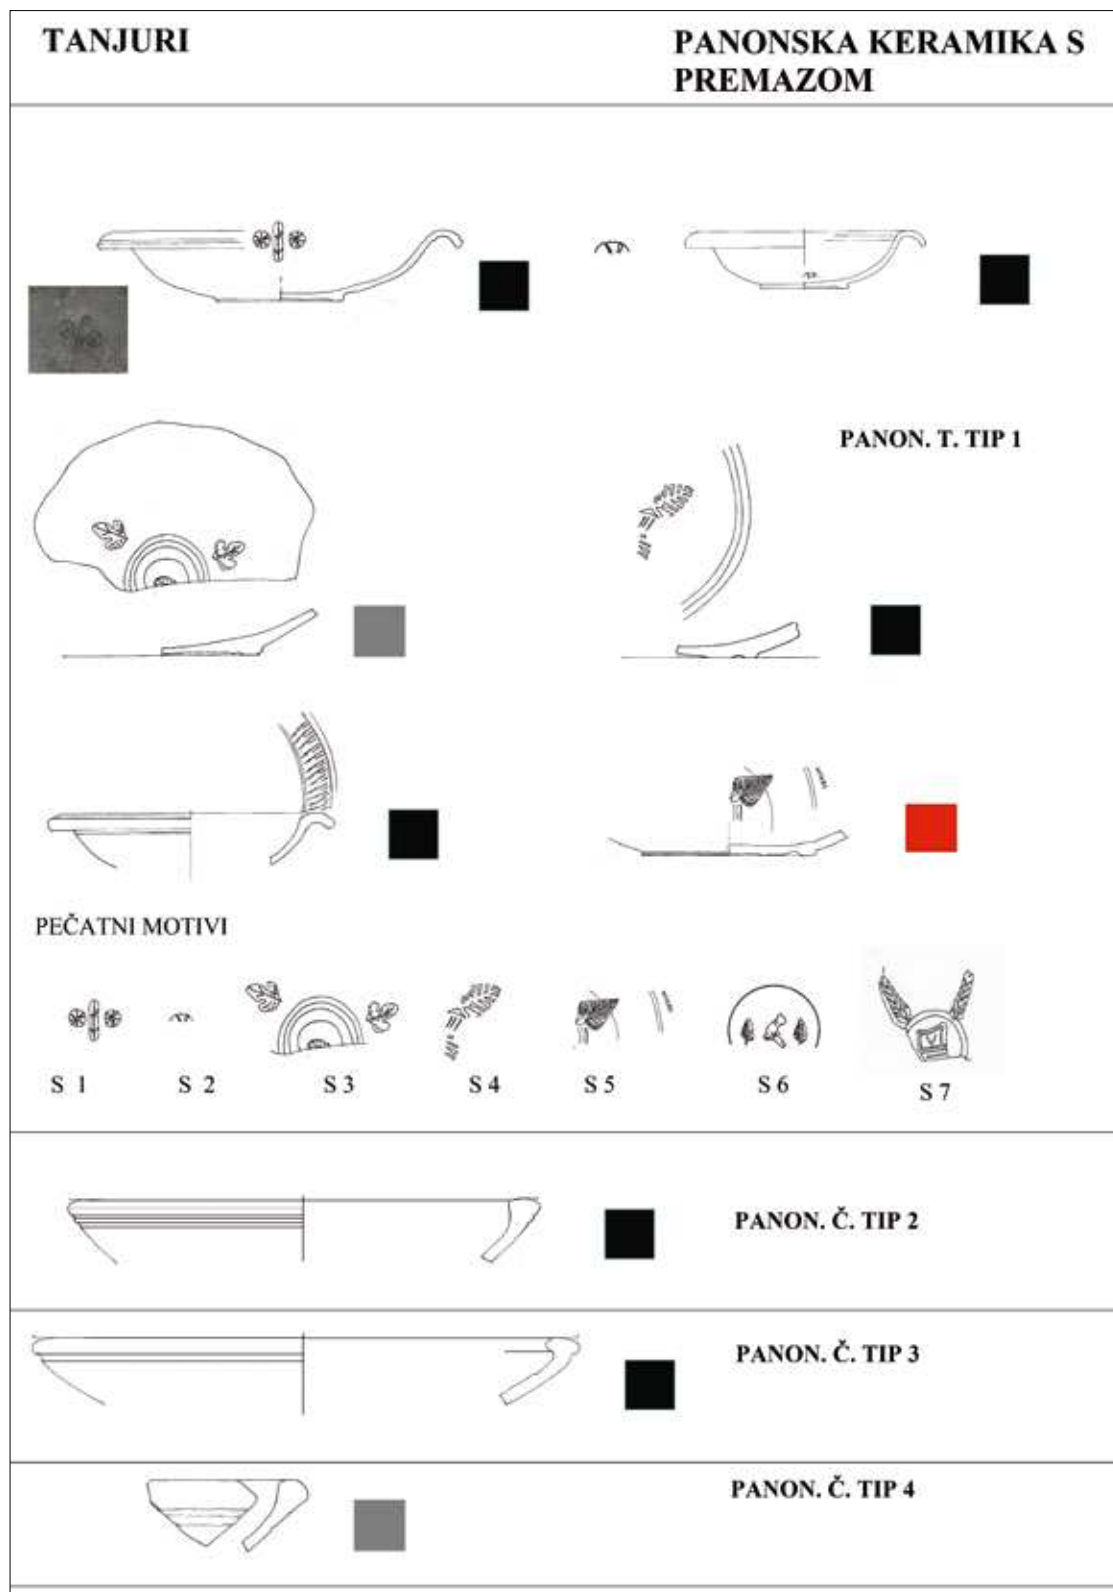 TANJURI
PANONSKA KERAMIKA S
PREMAZOM
PANON. T. TIP 1
PEČATNI MOTIVI
S 1 S 2 S 3 S 4 S 5 S 6 S 7
PANON. Č. TIP 2
PANON. Č. TIP 3
PANON. Č. TIP 4